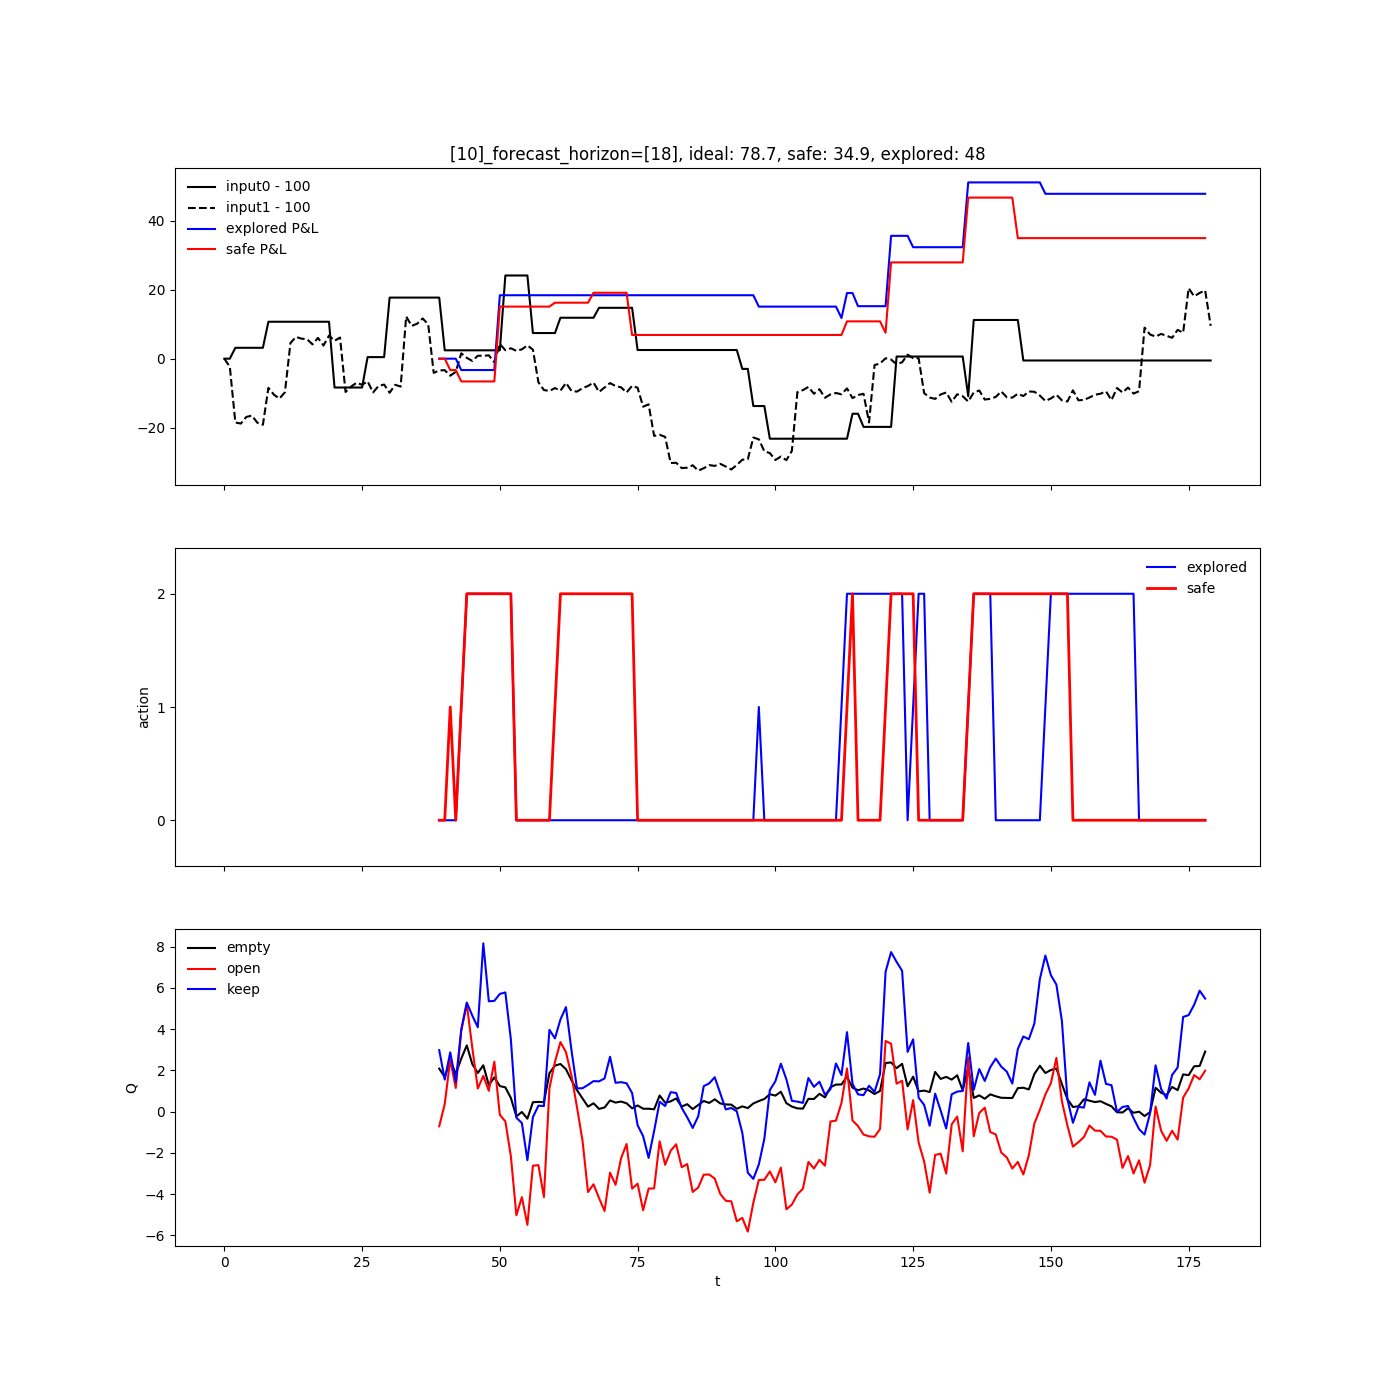 [10]_forecast_horizon=[18], ideal: 78.7, safe: 34.9, explored: 48
input0 - 100
input1 - 100
explored P&L
safe P&L
40
20
0
−20
explored
safe
2
1
0
action
empty
open
keep
8
6
4
2
0
−2
−4
−6
Q
0 25 50 75 100 125 150 175
t